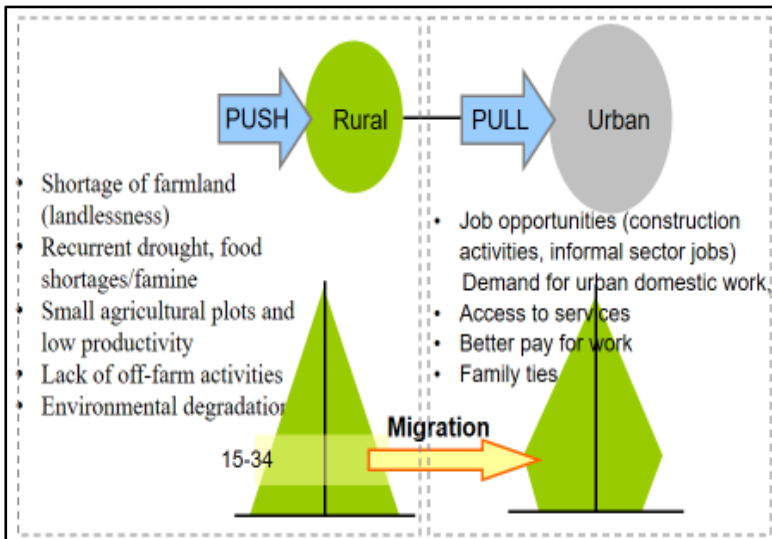 PUSH
Rural
PULL
Urban
• Shortage of farmland
(landlessness)
• Recurrent drought, food
shortages/famine
• Small agricultural plots and
low productivity
• Lack of off-farm activities
• Environmental degradation
• Job opportunities (construction
activities, informal sector jobs)
Demand for urban domestic work,
• Access to services
• Better pay for work
• Family ties
Migration
15-34